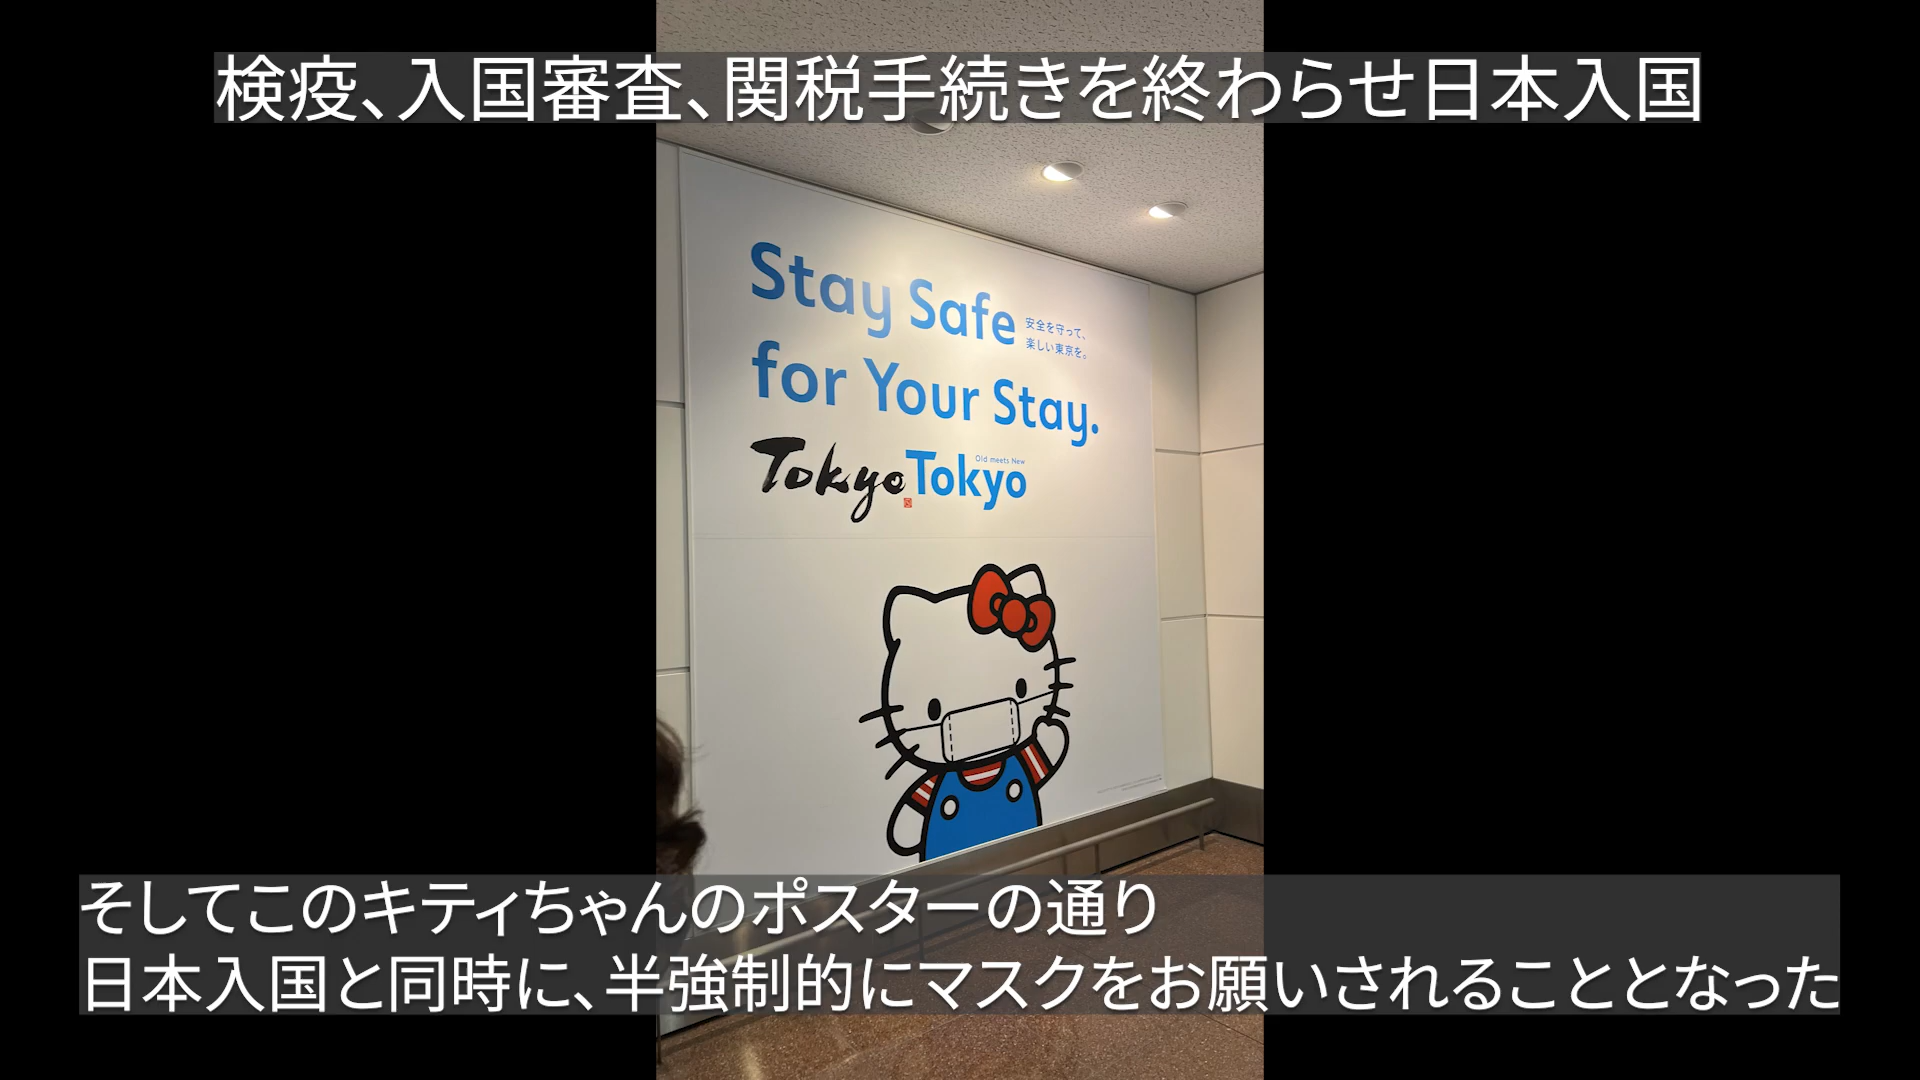 検疫、入国審査、関税手続きを終わらせ日本入国
Stay Safe
安全を守って、
楽しい東京を。
for Your Stay.
Tokyo Tokyo
Old meets New
そしてこのキティちゃんのポスターの通り
日本入国と同時に、半強制的にマスクをお願いされることとなった